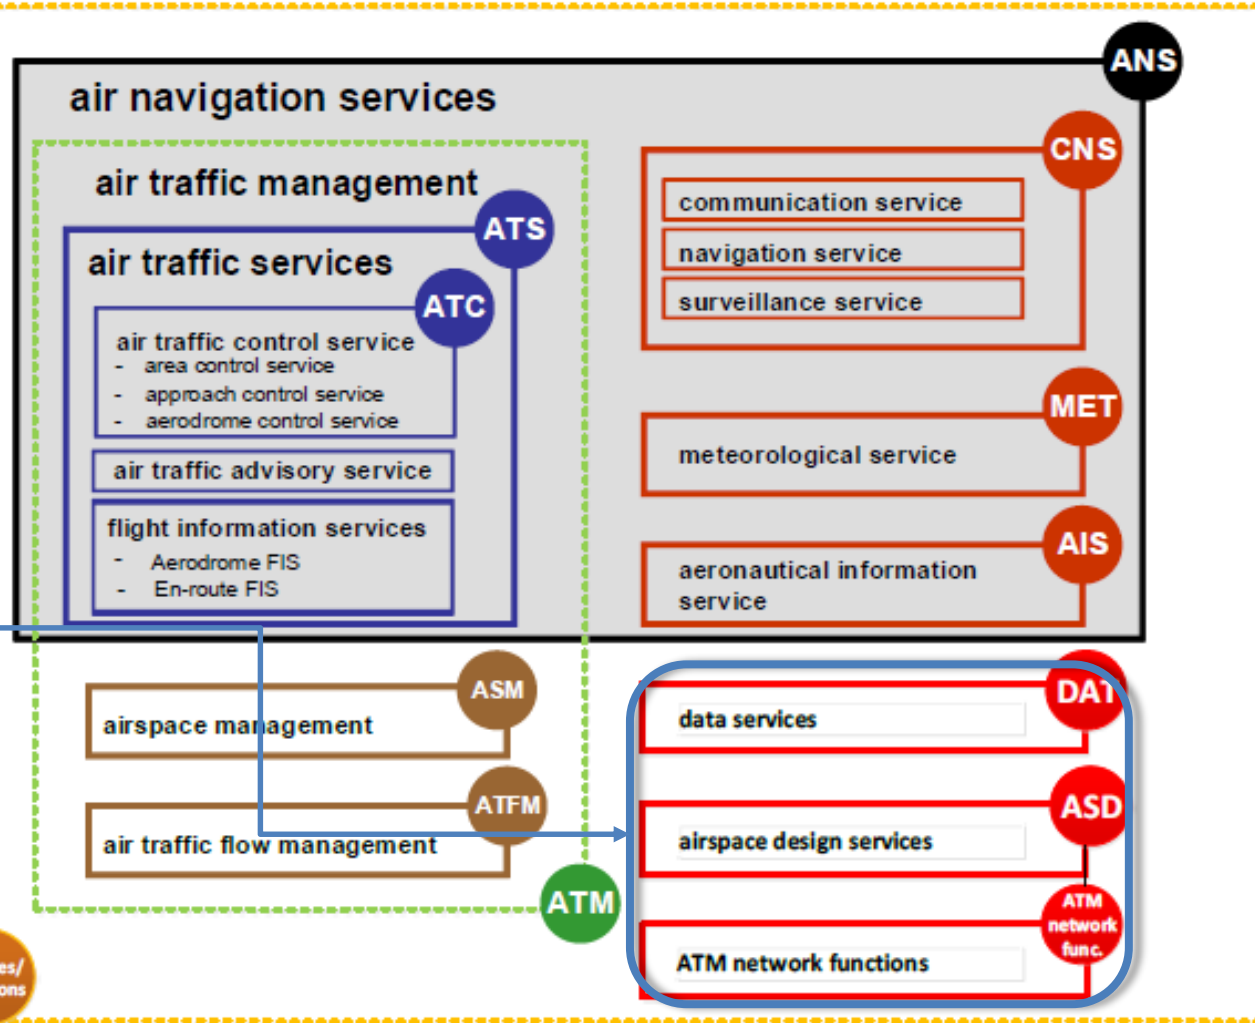 ANS
air navigation services
air traffic management
ATS
air traffic services
ATC
air traffic control service
- area control service
- approach control service
- aerodrome control service
air traffic advisory service
flight information services
- Aerodrome FIS
- En-route FIS
CNS
communication service
navigation service
surveillance service
MET
meteorological service
AIS
aeronautical information
service
ASM
airspace management
ATFM
air traffic flow management
ATM
DAT
data services
ASD
airspace design services
ATM
network
func.
ATM network functions
es/
ons